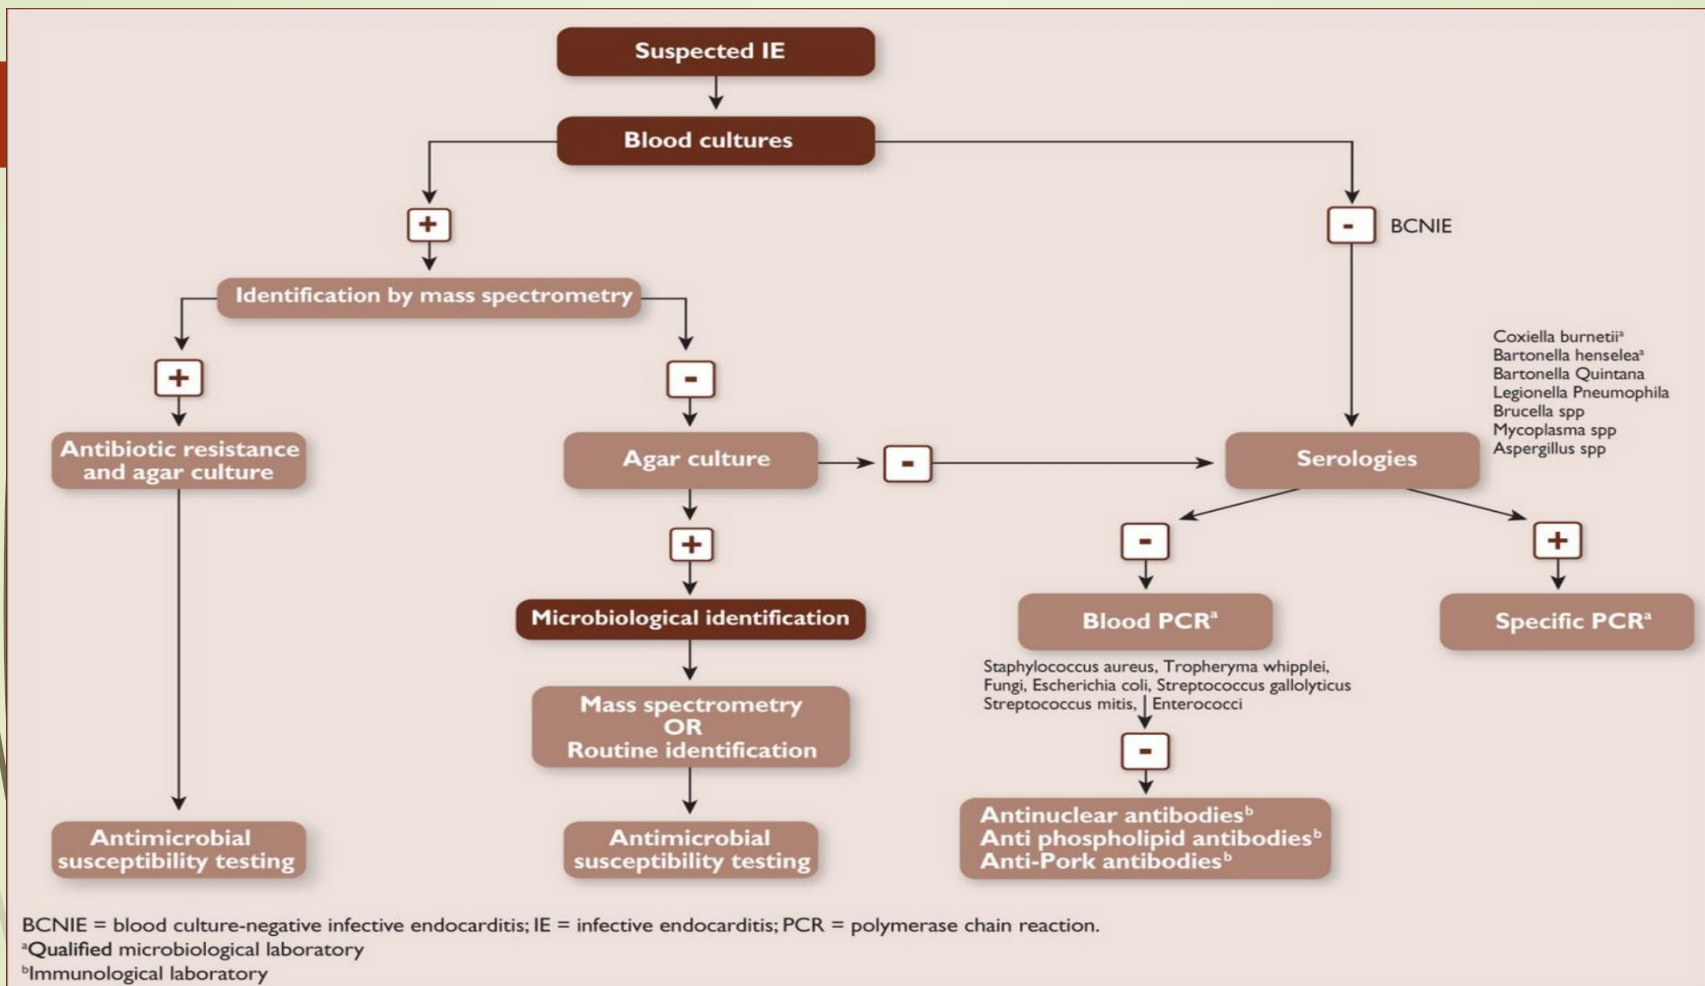 Suspected IE
Blood cultures
+
-
BCNIE
Identification by mass spectrometry
+
-
Coxiella burnetiiª
Bartonella henseleaª
Bartonella Quintana
Legionella Pneumophila
Brucella spp
Mycoplasma spp
Aspergillus spp
Antibiotic resistance
and agar culture
Agar culture
-
Serologies
+
-
+
Microbiological identification
Blood PCRª
Specific PCRª
Staphylococcus aureus, Tropheryma whipplei,
Fungi, Escherichia coli, Streptococcus gallolyticus
Streptococcus mitis, Enterococci
Mass spectrometry
OR
Routine identification
-
Antinuclear antibodiesᵇ
Anti phospholipid antibodiesᵇ
Anti-Pork antibodiesᵇ
Antimicrobial
susceptibility testing
Antimicrobial
susceptibility testing
BCNIE = blood culture-negative infective endocarditis; IE = infective endocarditis; PCR = polymerase chain reaction.
ªQualified microbiological laboratory
ᵇImmunological laboratory